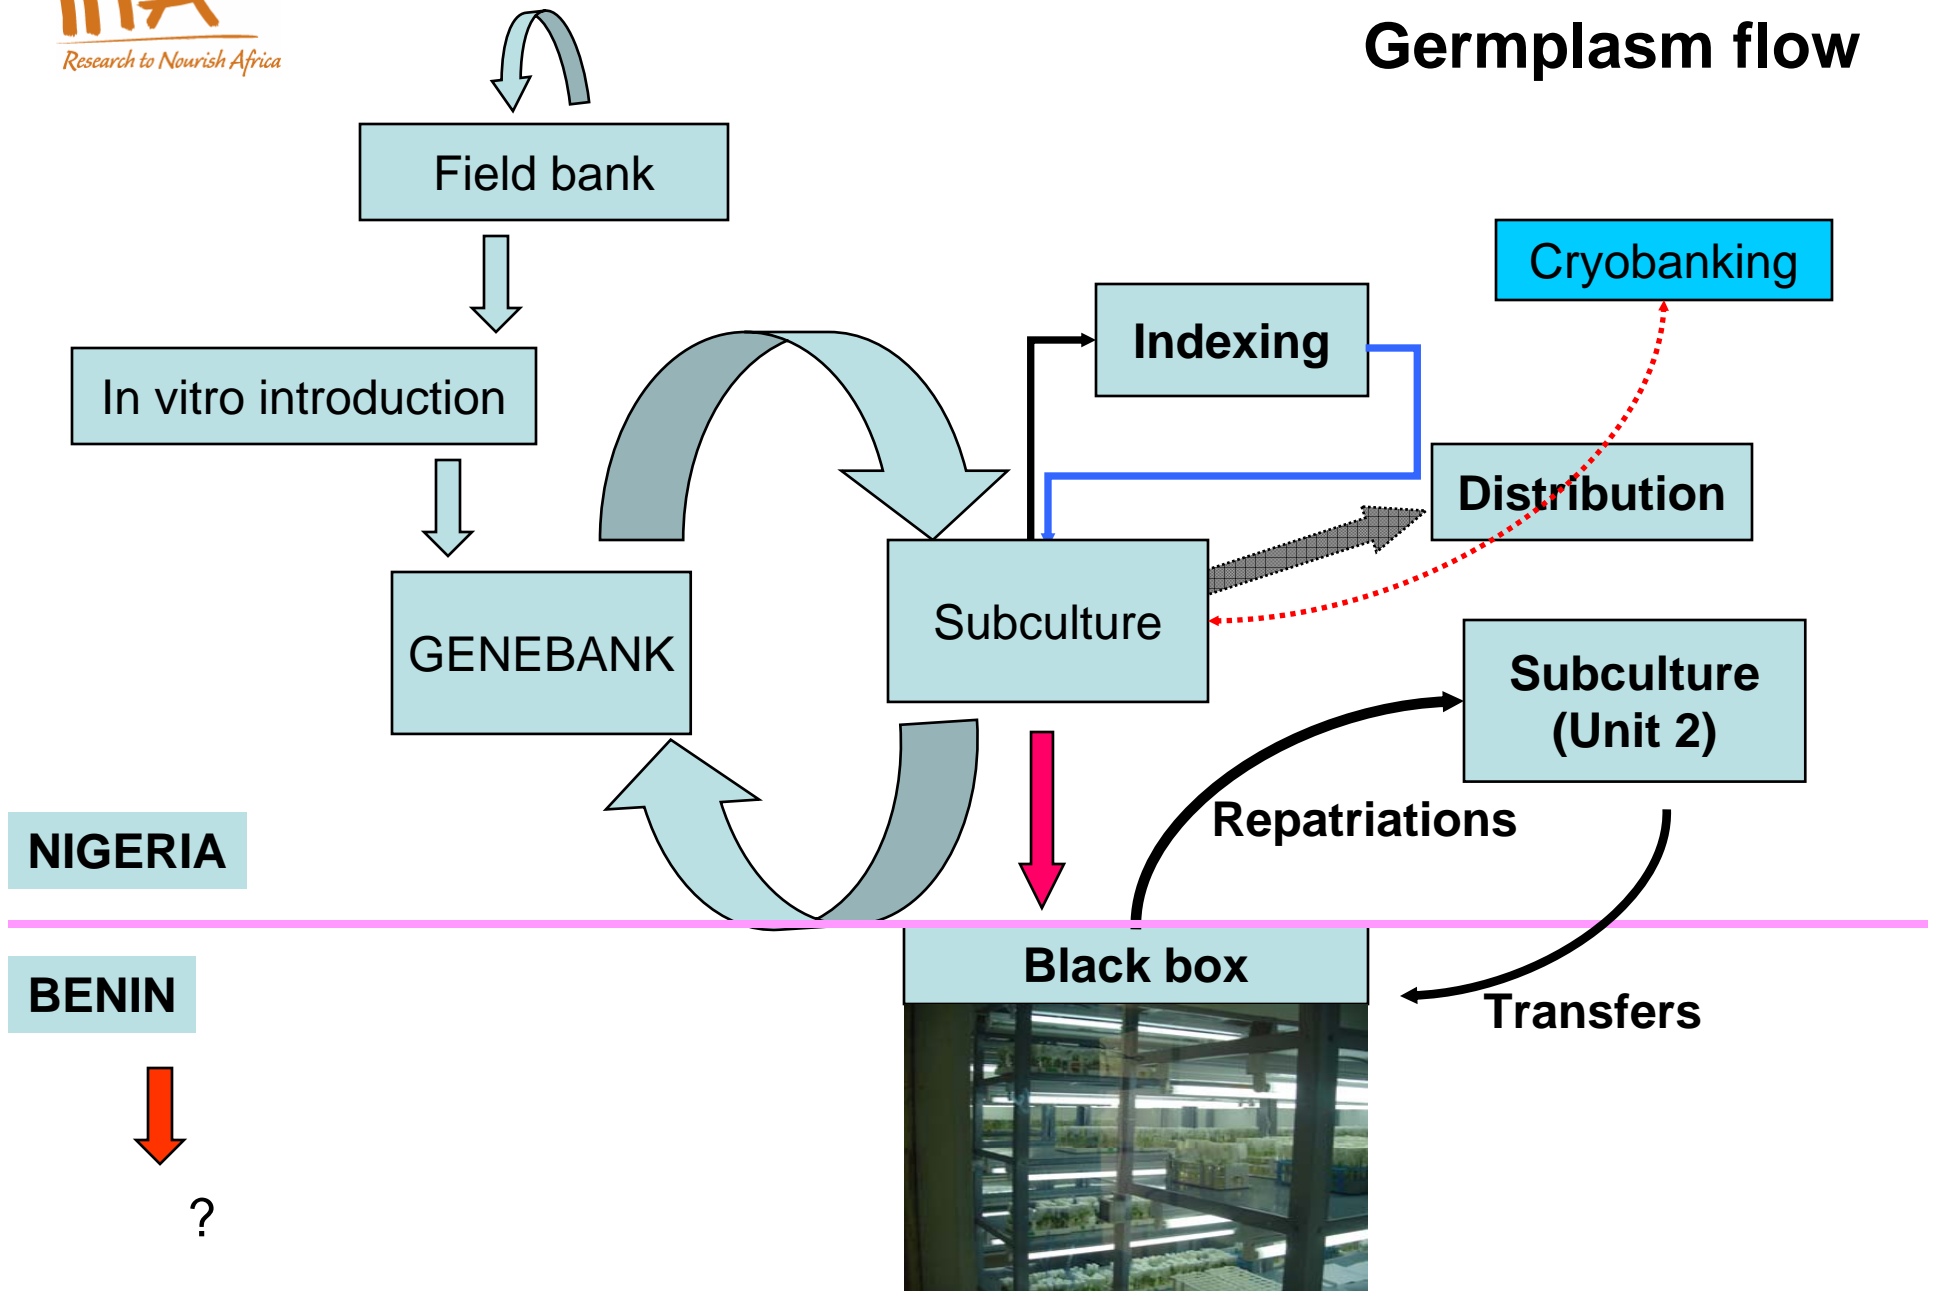 Research to Nourish Africa
Germplasm flow
Field bank
Cryobanking
Indexing
In vitro introduction
Distribution
GENEBANK
Subculture
Subculture
(Unit 2)
Repatriations
NIGERIA
Black box
BENIN
Transfers
?